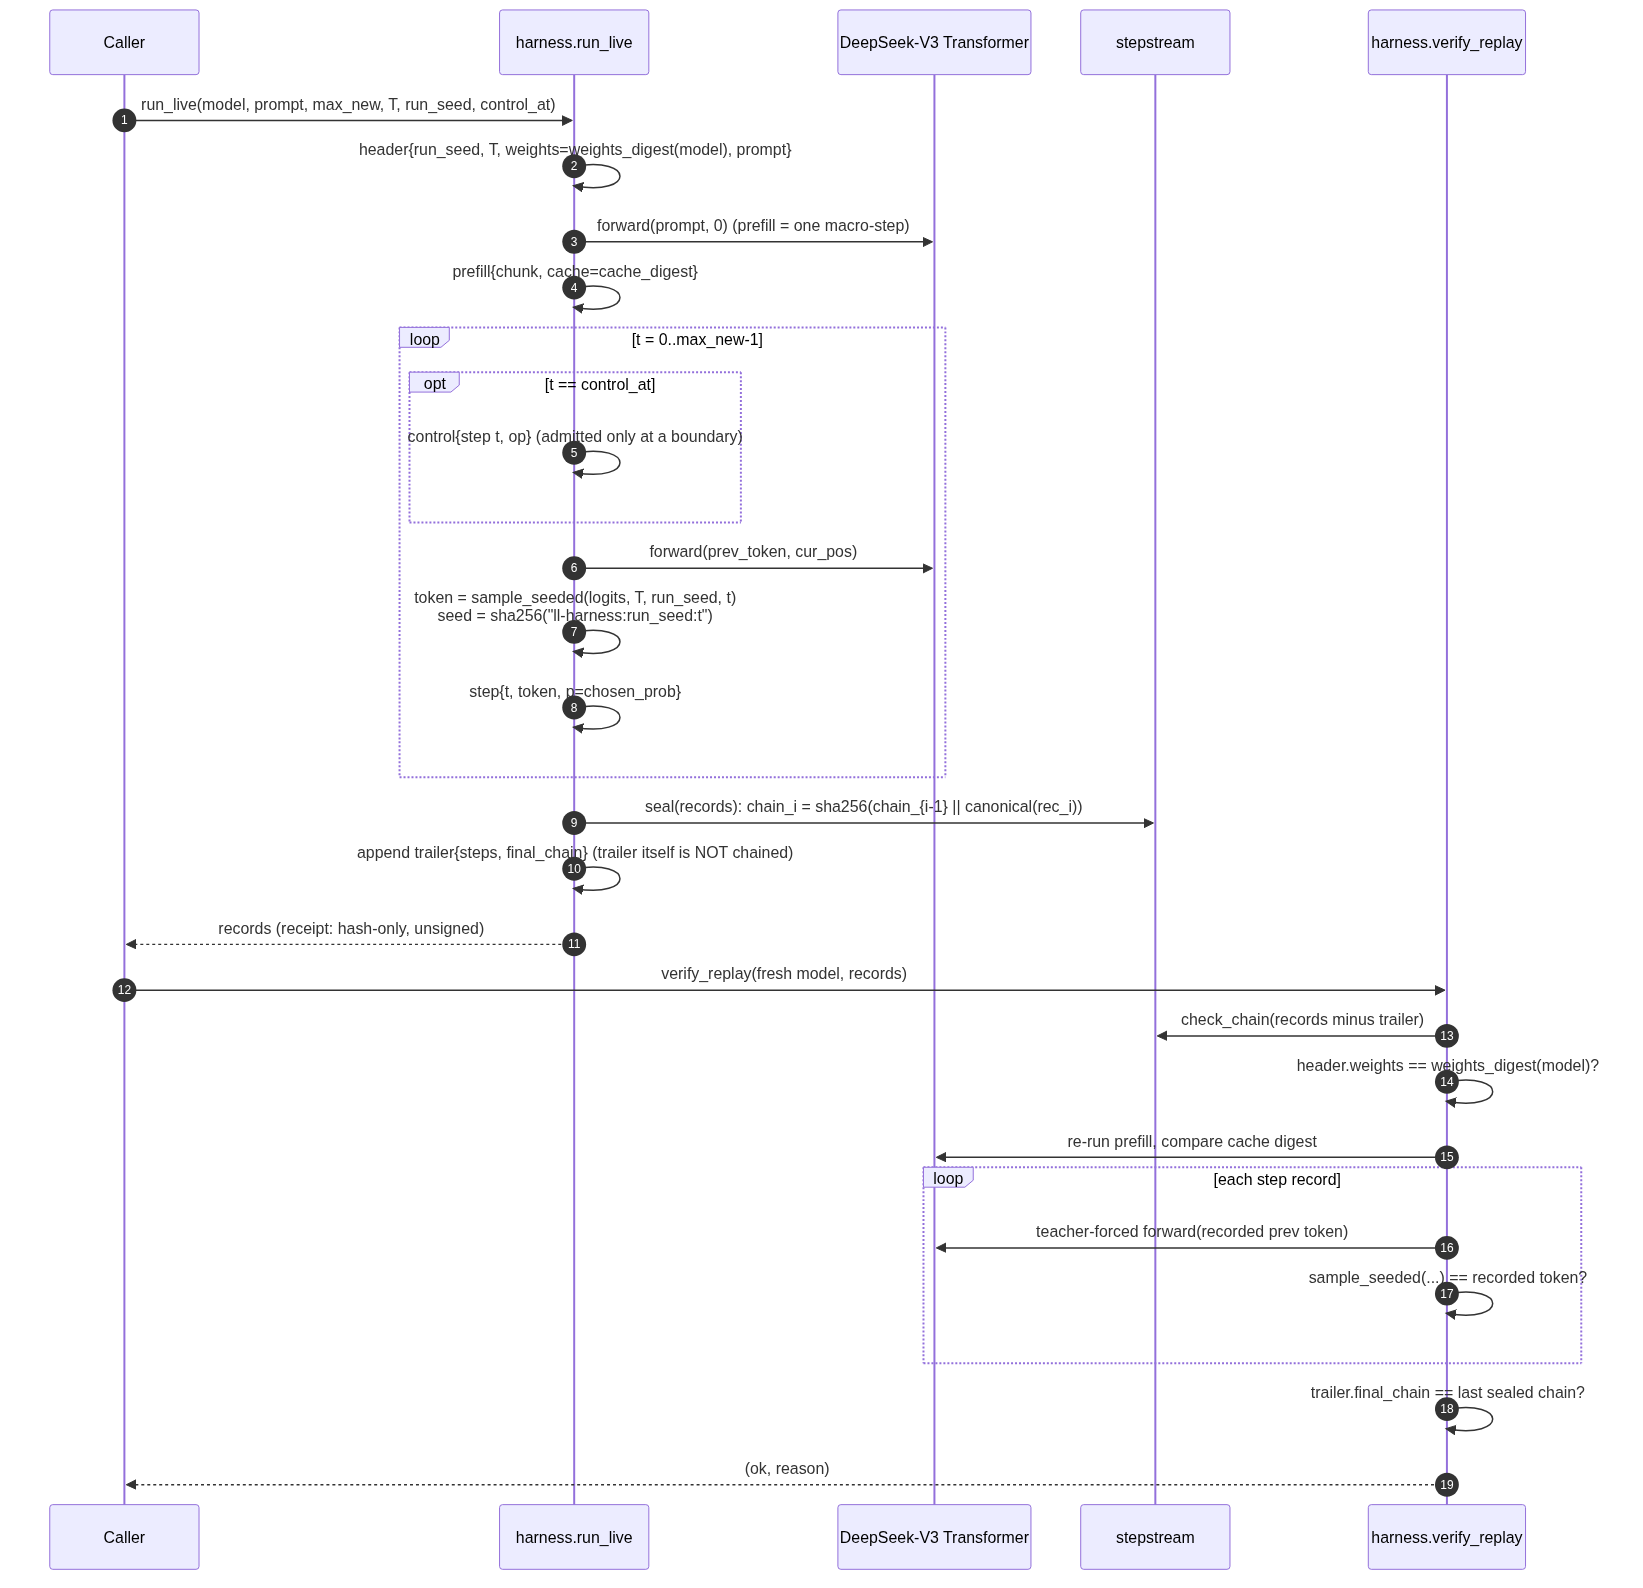 Caller
harness.run_live
DeepSeek-V3 Transformer
stepstream
harness.verify_replay
run_live(model, prompt, max_new, T, run_seed, control_at)
1
header{run_seed, T, weights=weights_digest(model), prompt}
2
forward(prompt, 0) (prefill = one macro-step)
3
prefill{chunk, cache=cache_digest}
4
loop
[t = 0..max_new-1]
opt
[t == control_at]
control{step t, op} (admitted only at a boundary)
5
forward(prev_token, cur_pos)
6
token = sample_seeded(logits, T, run_seed, t)
seed = sha256("ll-harness:run_seed:t")
7
step{t, token, p=chosen_prob}
8
seal(records): chain_i = sha256(chain_{i-1} || canonical(rec_i))
9
append trailer{steps, final_chain} (trailer itself is NOT chained)
10
records (receipt: hash-only, unsigned)
11
verify_replay(fresh model, records)
12
check_chain(records minus trailer)
13
header.weights == weights_digest(model)?
14
re-run prefill, compare cache digest
15
loop
[each step record]
teacher-forced forward(recorded prev token)
16
sample_seeded(...) == recorded token?
17
trailer.final_chain == last sealed chain?
18
(ok, reason)
19
Caller
harness.run_live
DeepSeek-V3 Transformer
stepstream
harness.verify_replay